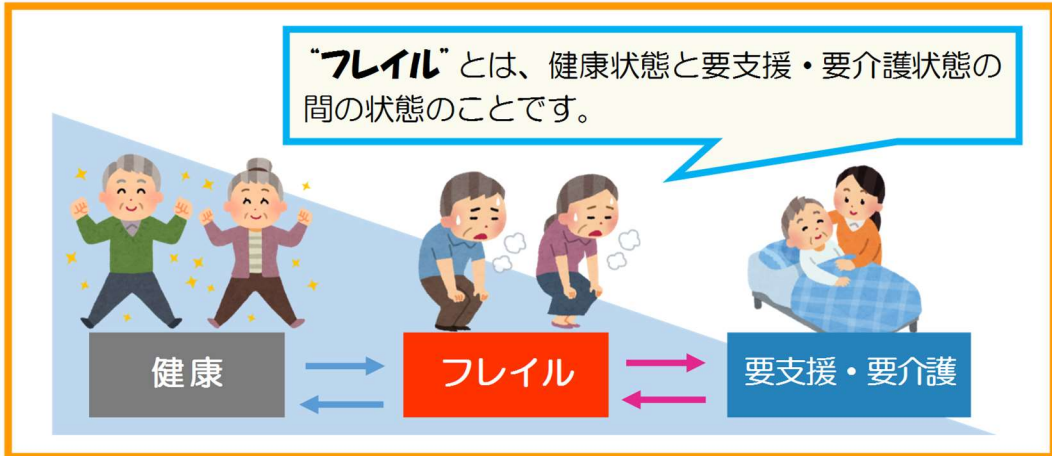 “フレイル”とは、健康状態と要支援・要介護状態の
間の状態のことです。
健康
フレイル
要支援・要介護